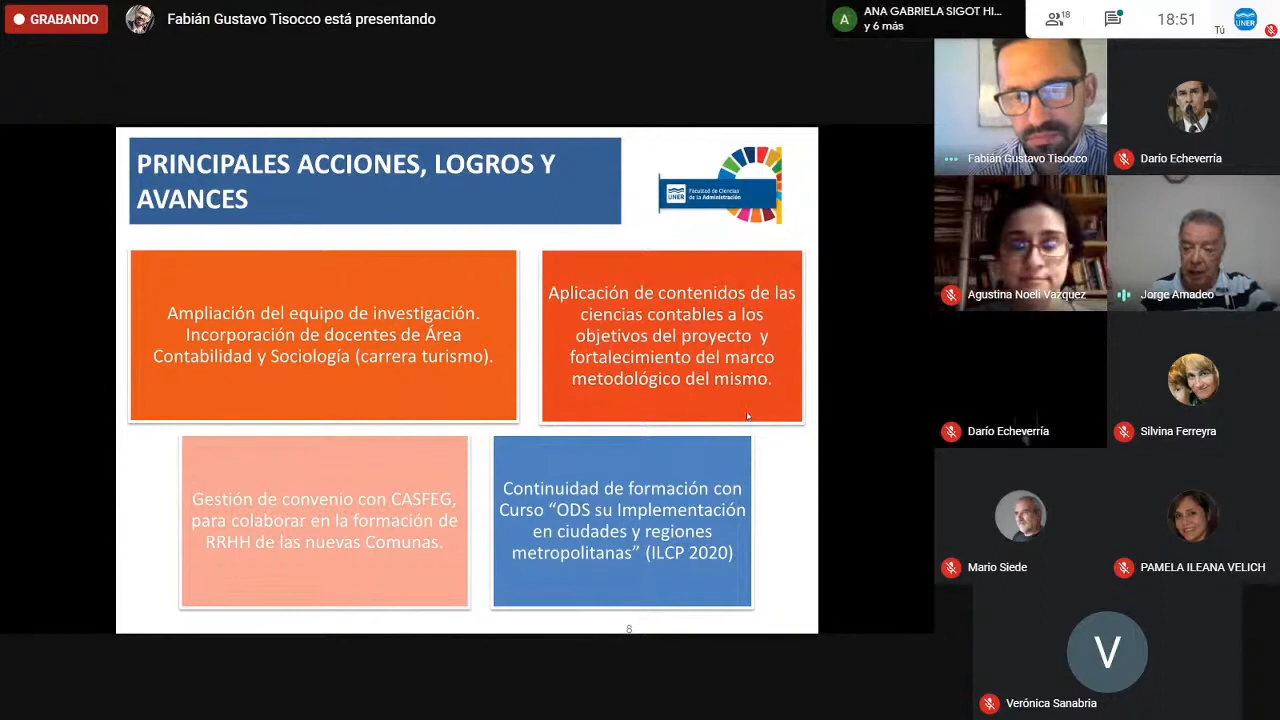 GRABANDO
Fabián Gustavo Tisocco está presentando
A
ANA GABRIELA SIGOT HI...
y 6 más
18
18:51
Tú
UNER
PRINCIPALES ACCIONES, LOGROS Y
AVANCES
UNER
Facultad de Ciencias
de la Administración
Ampliación del equipo de investigación.
Incorporación de docentes de Área
Contabilidad y Sociología (carrera turismo).
Aplicación de contenidos de las
ciencias contables a los
objetivos del proyecto y
fortalecimiento del marco
metodológico del mismo.
Gestión de convenio con CASFEG,
para colaborar en la formación de
RRHH de las nuevas Comunas.
Continuidad de formación con
Curso “ODS su Implementación
en ciudades y regiones
metropolitanas” (ILCP 2020)
8
Fabián Gustavo Tisocco
Darío Echeverría
Agustina Noeli Vazquez
Jorge Amadeo
Darío Echeverría
Silvina Ferreyra
Mario Siede
PAMELA ILEANA VELICH
V
Verónica Sanabria